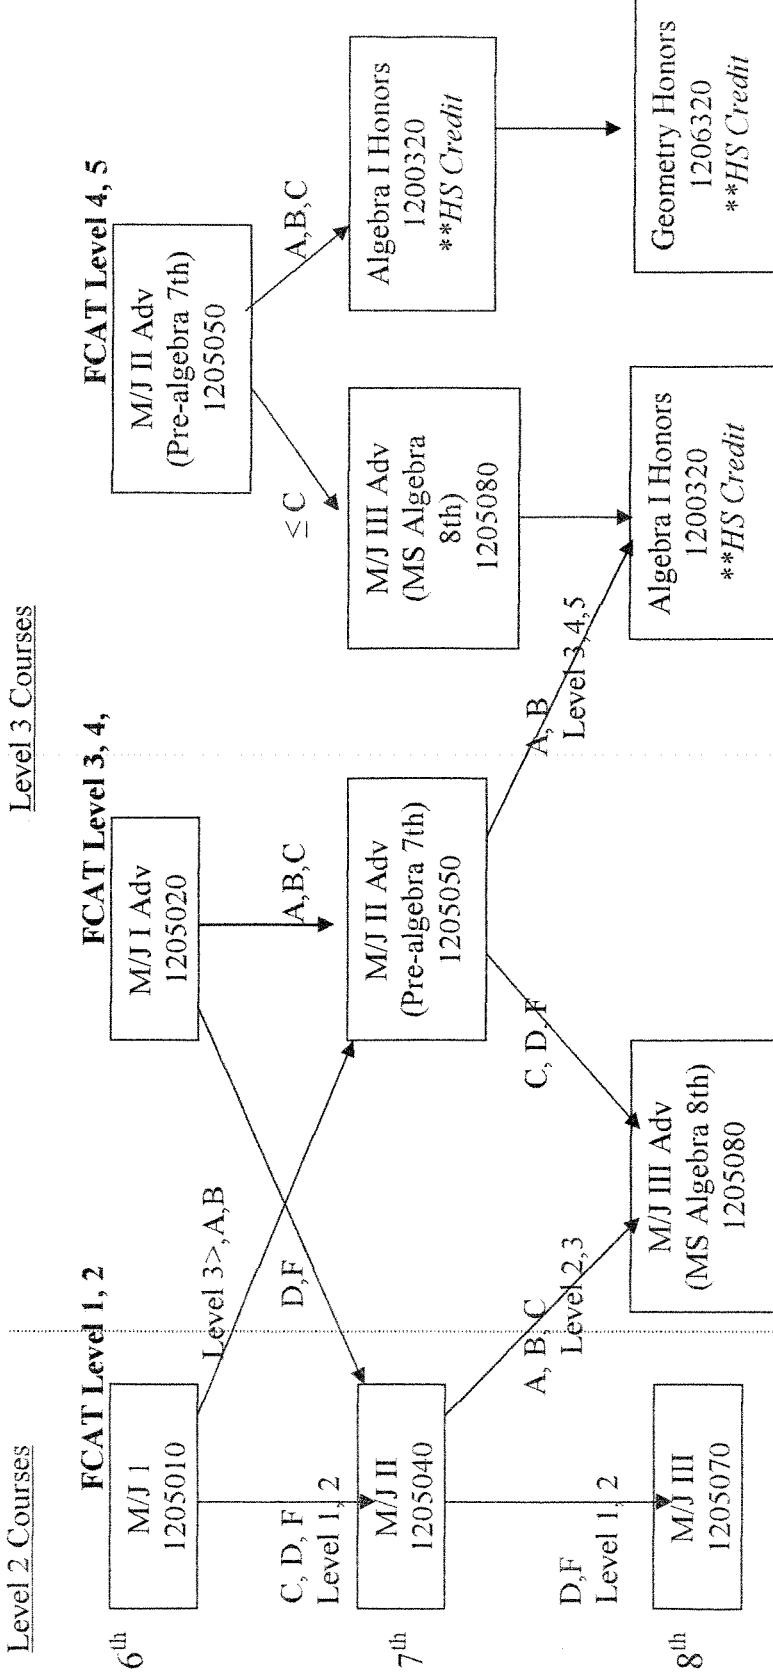 Level 2 Courses
Level 3 Courses
FCAT Level 1, 2
FCAT Level 3, 4,
FCAT Level 4, 5
6th
M/J 1
1205010
M/J I Adv
1205020
M/J II Adv
(Pre-algebra 7th)
1205050
C, D, F
Level 1, 2
Level 3>,A,B
D,F
A,B,C
≤ C
A,B,C
7th
M/J II
1205040
M/J II Adv
(Pre-algebra 7th)
1205050
M/J III Adv
(MS Algebra
8th)
1205080
Algebra I Honors
1200320
**HS Credit
D,F
Level 1, 2
A, B, C
Level 2,3
C, D, F
A, B
Level 3,4,5
8th
M/J III
1205070
M/J III Adv
(MS Algebra 8th)
1205080
Algebra I Honors
1200320
**HS Credit
Geometry Honors
1206320
**HS Credit